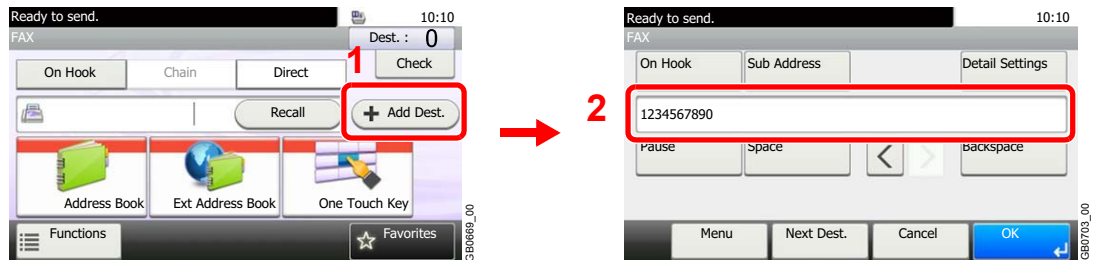 Ready to send.
10:10
FAX
Dest. :
0
1
Check
On Hook
Chain
Direct
Recall
Add Dest.
Address Book
Ext Address Book
One Touch Key
Functions
Favorites
GB0669_00
2
Ready to send.
10:10
FAX
On Hook
Sub Address
Detail Settings
1234567890
Pause
Space
Backspace
Menu
Next Dest.
Cancel
OK
GB0703_00